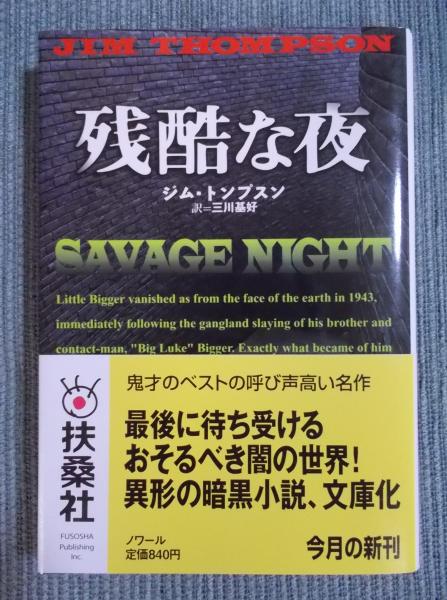 JIM THOMPSON
残酷な夜
ジム・トンプスン
訳=三川基好
SAVAGE NIGHT
Little Bigger vanished as from the face of the earth in 1943,
immediately following the gangland slaying of his brother and
contact-man, "Big Luke" Bigger. Exactly what became of him
鬼才のベストの呼び声高い名作
最後に待ち受ける
おそるべき闇の世界!
異形の暗黒小説、文庫化
扶桑社
FUSOSHA
Publishing
Inc.
ノワール
定価840円
今月の新刊